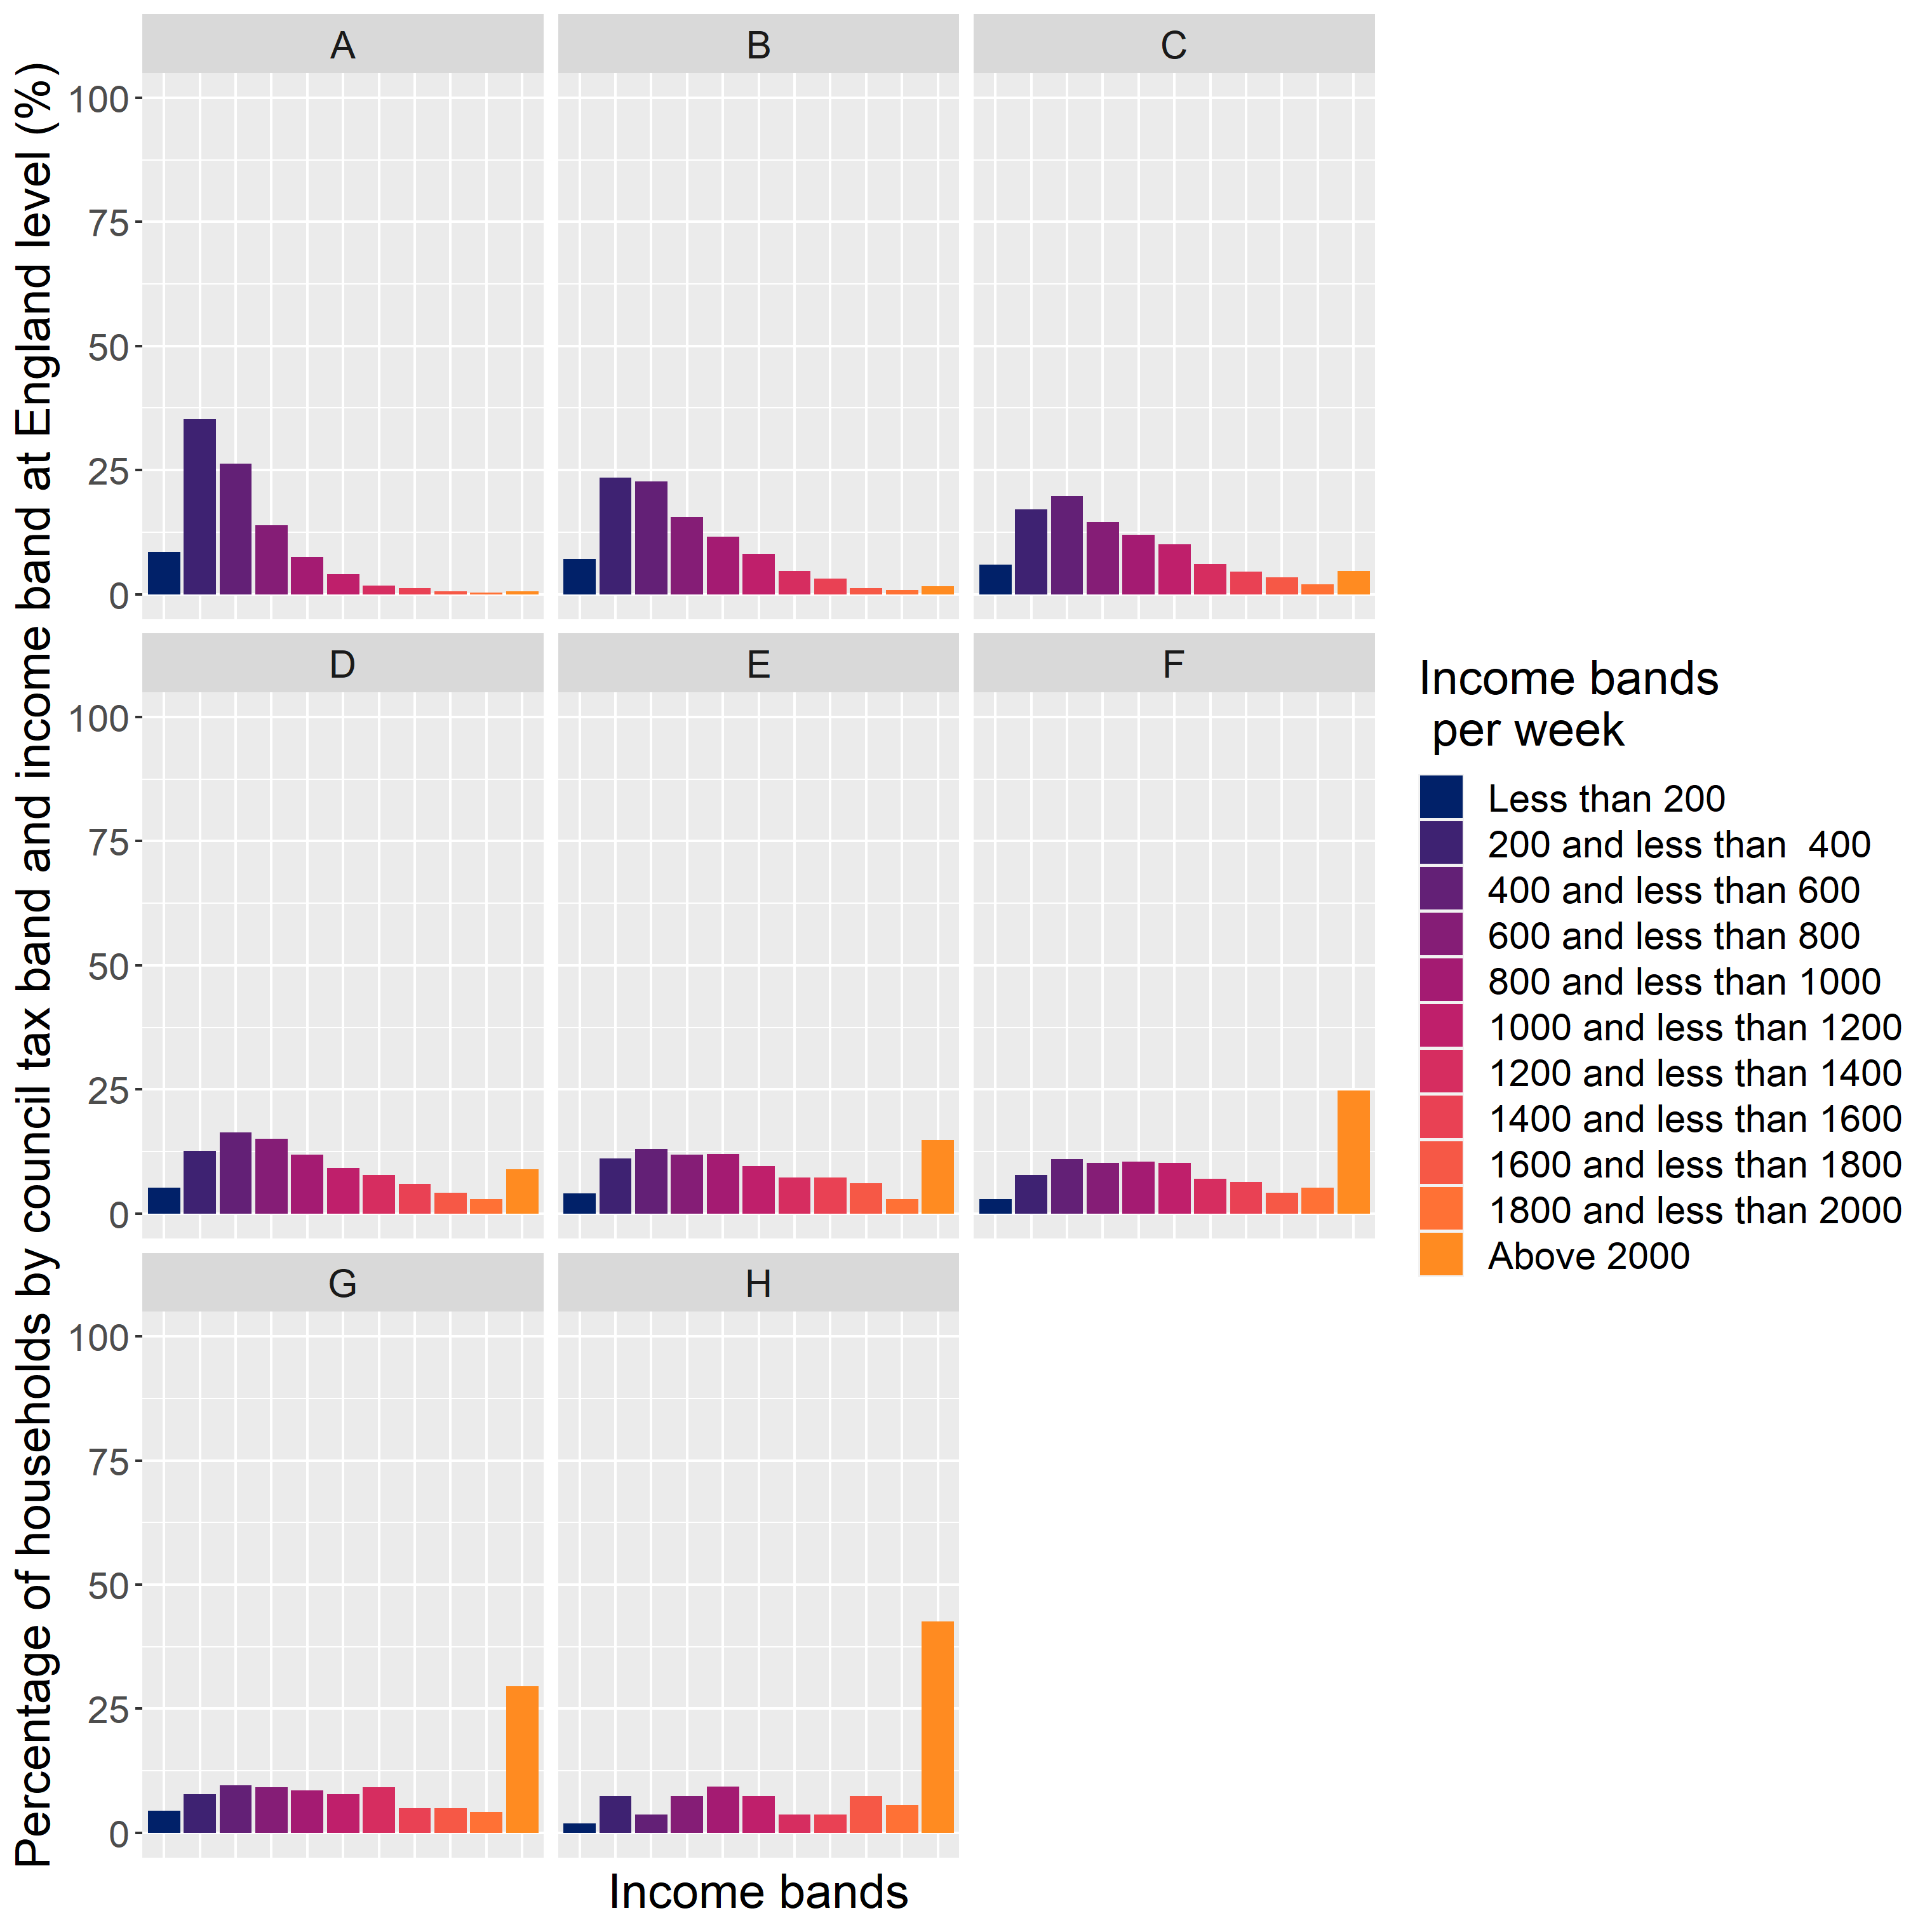 Percentage of households by council tax band and income band at England level (%)
A
B
C
100
75
50
25
0
D
E
F
100
75
50
25
0
G
H
100
75
50
25
0
Income bands
Income bands
per week
Less than 200
200 and less than  400
400 and less than 600
600 and less than 800
800 and less than 1000
1000 and less than 1200
1200 and less than 1400
1400 and less than 1600
1600 and less than 1800
1800 and less than 2000
Above 2000